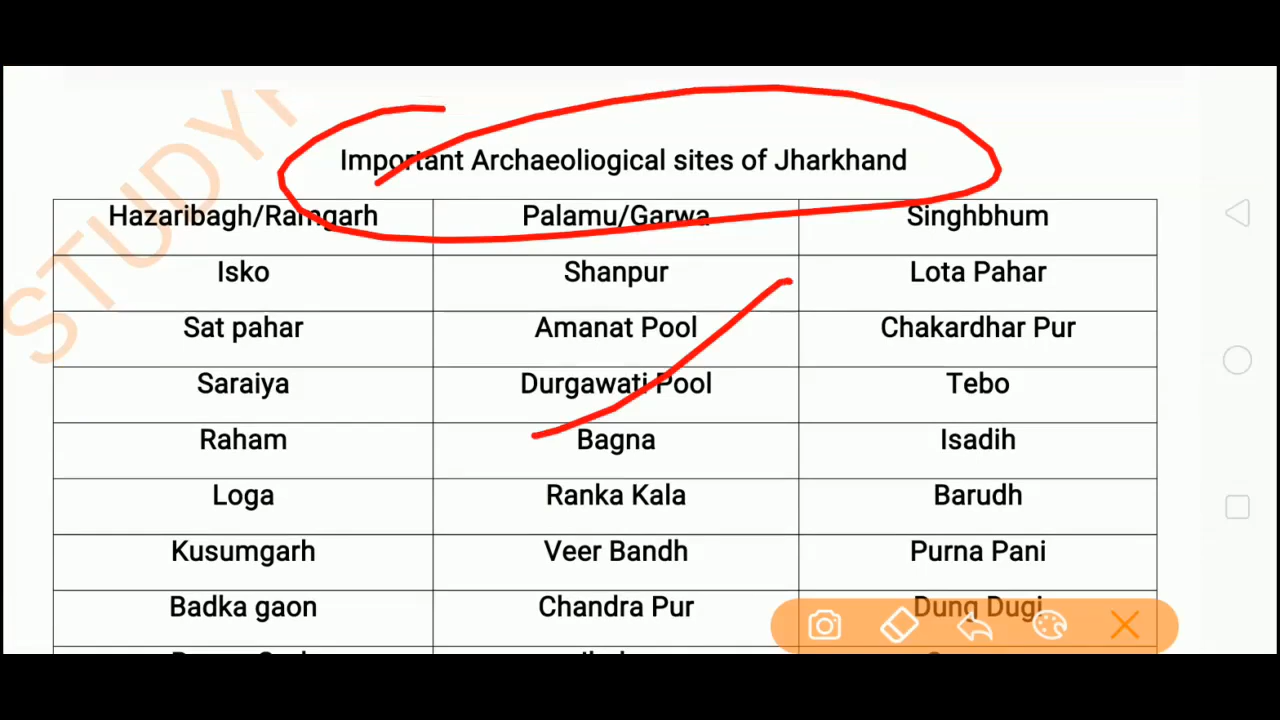 STUDY
Important Archaeoliogical sites of Jharkhand
Hazaribagh/Ramgarh Palamu/Garwa Singhbhum
Isko Shanpur Lota Pahar
Sat pahar Amanat Pool Chakardhar Pur
Saraiya Durgawati Pool Tebo
Raham Bagna Isadih
Loga Ranka Kala Barudh
Kusumgarh Veer Bandh Purna Pani
Badka gaon Chandra Pur Dung Dugi